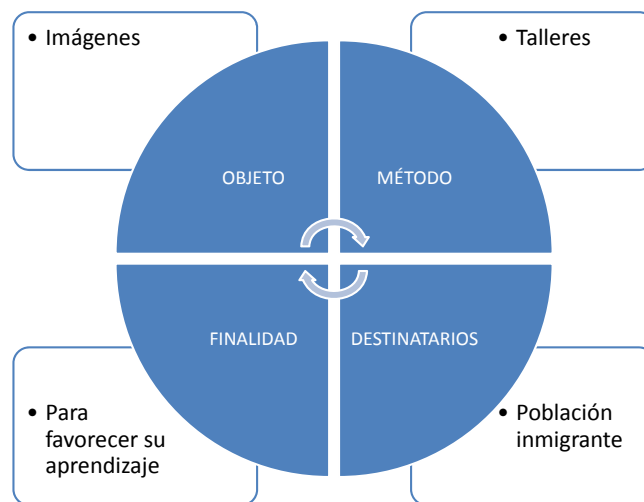 • Imágenes
• Talleres
OBJETO
MÉTODO
FINALIDAD
DESTINATARIOS
• Para
favorecer su
aprendizaje
• Población
inmigrante